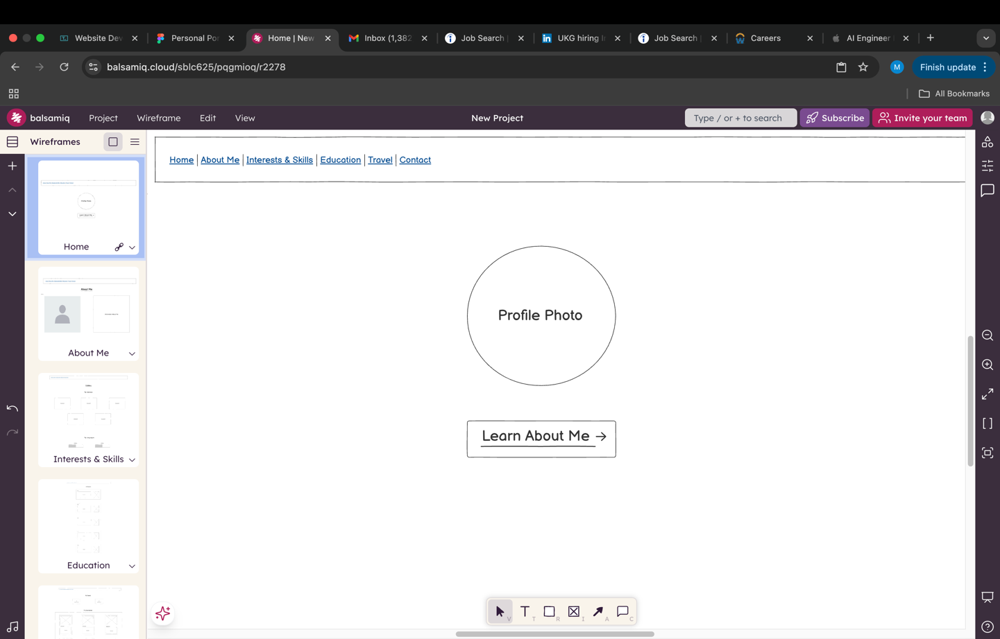 Website Dev
Personal Por
Home | New
Inbox (1,382
Job Search
UKG hiring In
Job Search
Careers
AI Engineer
balsamiq.cloud/sblc625/pqgmioq/r2278
M
Finish update
All Bookmarks
balsamiq
Project
Wireframe
Edit
View
New Project
Type / or + to search
Subscribe
Invite your team
Wireframes
Home | About Me | Interests & Skills | Education | Travel | Contact
Profile Photo
Learn About Me →
Home
About Me
About Me
Interests & Skills
Education
V
T
T
R
I
A
C